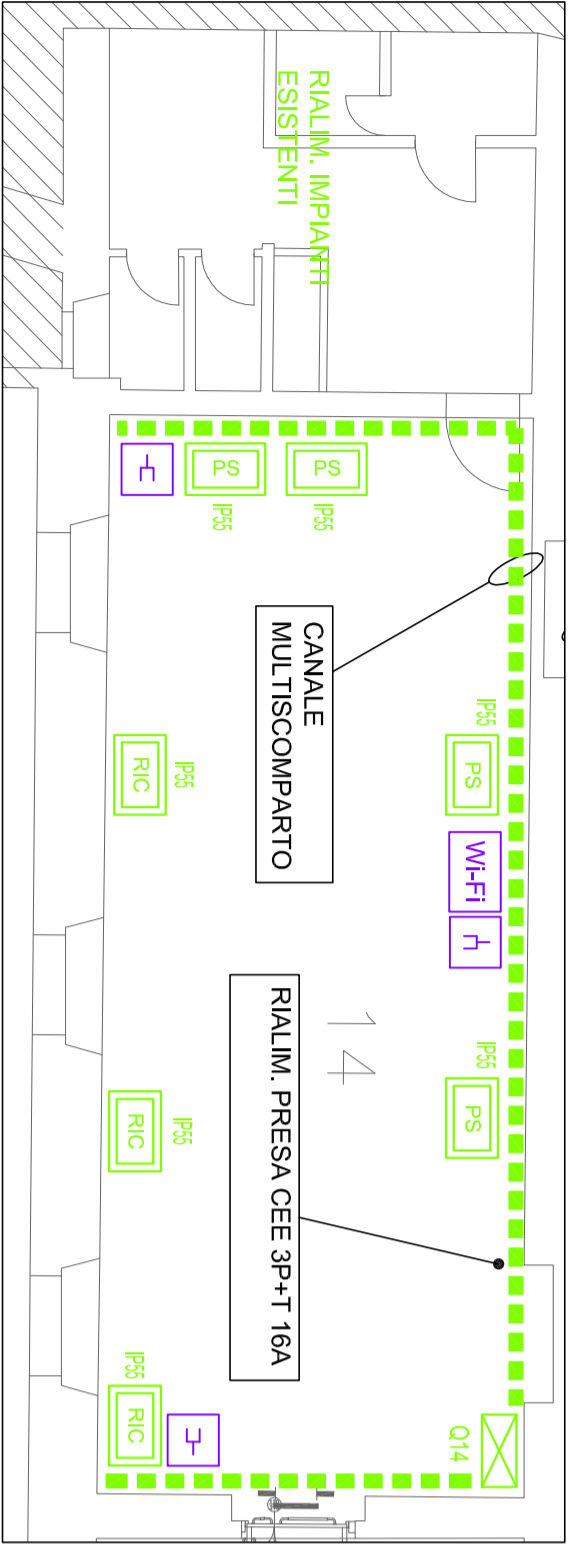 RIALIM. IMPIANTI
ESISTENTI
PS
IP55
PS
IP55
CANALE
MULTISCOMPARTO
IP55
PS
RIC
IP55
Wi-Fi
14
RIALIM. PRESA CEE 3P+T 16A
IP55
PS
RIC
IP55
IP55
RIC
Q14